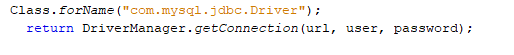 Class.forName("com.mysql.jdbc.Driver");
return DriverManager.getConnection(url, user, password);